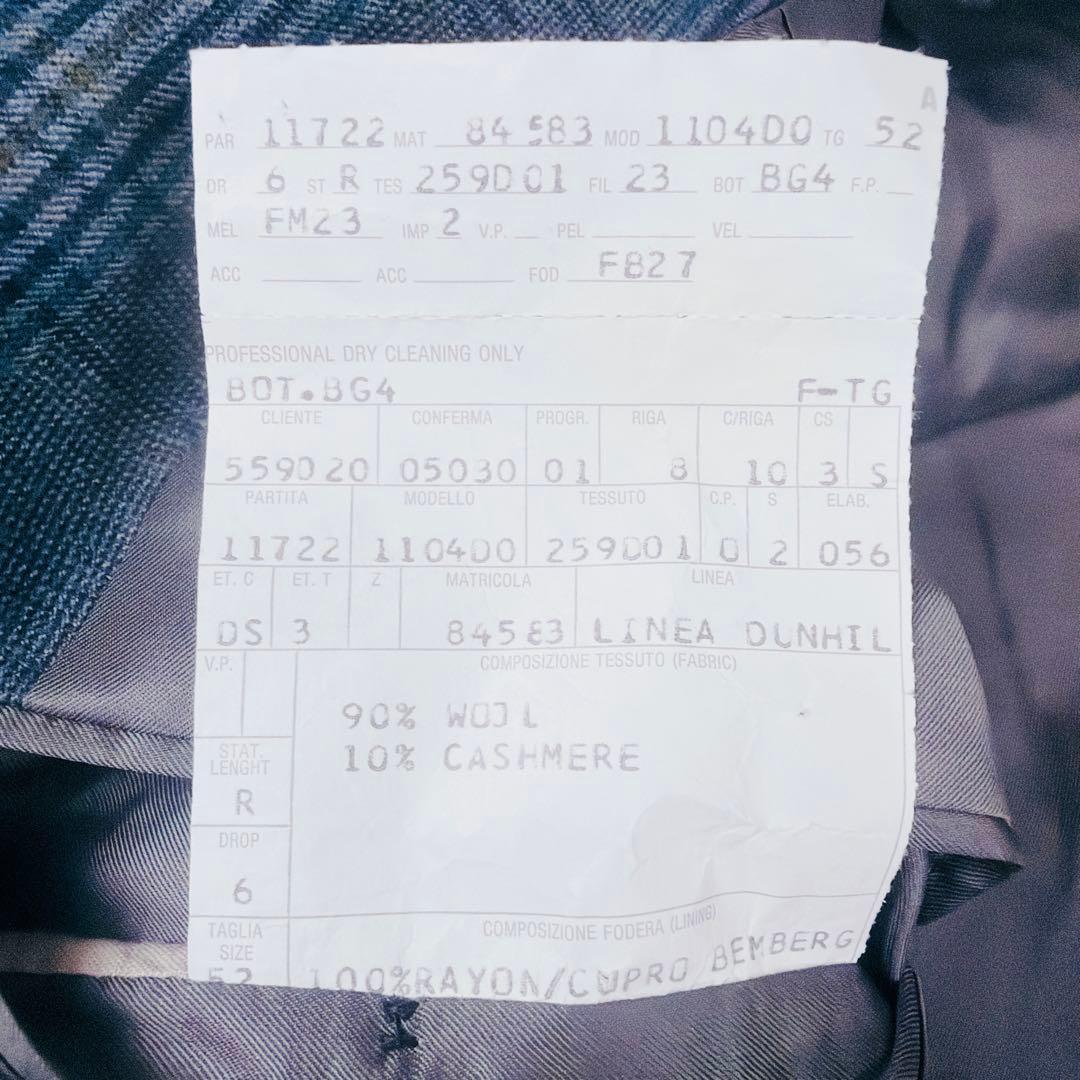 A
PAR 11722 MAT 84583 MOD 1104D0 TG 52
DR 6 ST R TES 259D01 FIL 23 BOT BG4 F.P.
MEL FM23 IMP 2 V.P. PEL VEL
ACC ACC FOD FB27
PROFESSIONAL DRY CLEANING ONLY
BOT.BG4 F-TG
CLIENTE CONFERMA PROGR. RIGA C/RIGA CS
559020 05030 01 8 10 3 S
PARTITA MODELLO TESSUTO C.P. S ELAB.
11722 1104D0 259D01 0 2 056
ET. C ET. T Z MATRICOLA LINEA
DS 3 84583 LINEA DUNHIL
V.P. COMPOSIZIONE TESSUTO (FABRIC)
90% WOOL
10% CASHMERE
STAT.
LENGHT
R
DROP
6
TAGLIA COMPOSIZIONE FODERA (LINING)
SIZE
52 100%RAYON/CUPRO BEMBERG